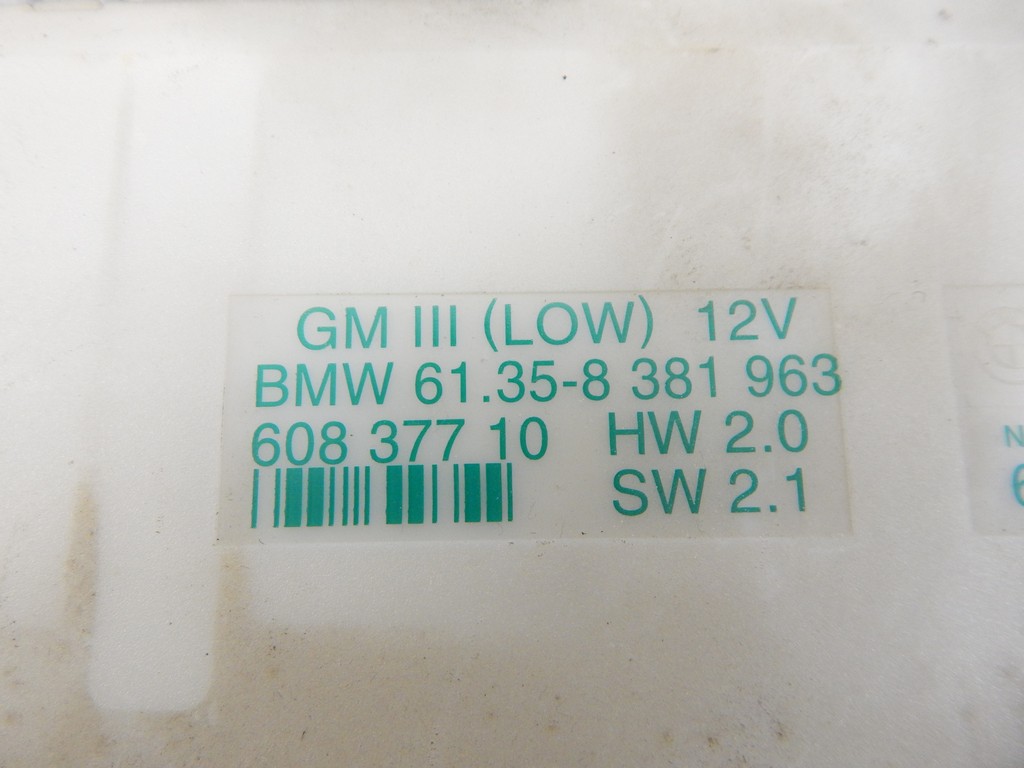 GM III (LOW) 12V
BMW 61.35-8 381 963
608 377 10 HW 2.0
SW 2.1
N
6